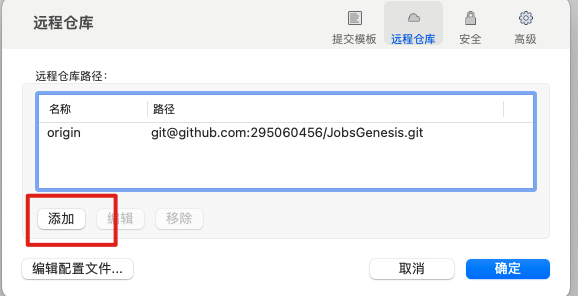 远程仓库
提交模板 远程仓库 安全 高级
远程仓库路径：
名称 路径
origin git@github.com:295060456/JobsGenesis.git
添加 编辑 移除
编辑配置文件... 取消 确定